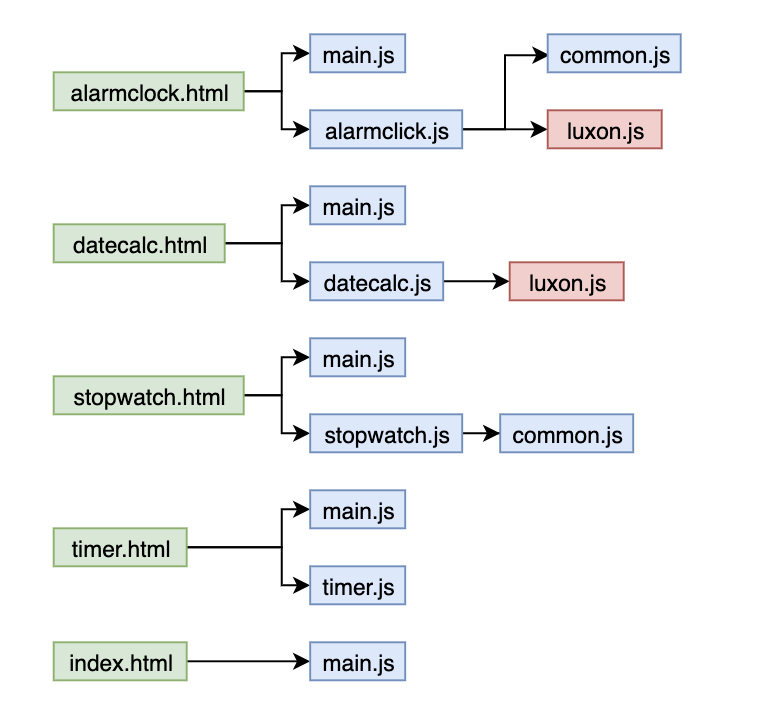 main.js
common.js
alarmclock.html
alarmclick.js
luxon.js
main.js
datecalc.html
datecalc.js
luxon.js
main.js
stopwatch.html
stopwatch.js
common.js
main.js
timer.html
timer.js
index.html
main.js